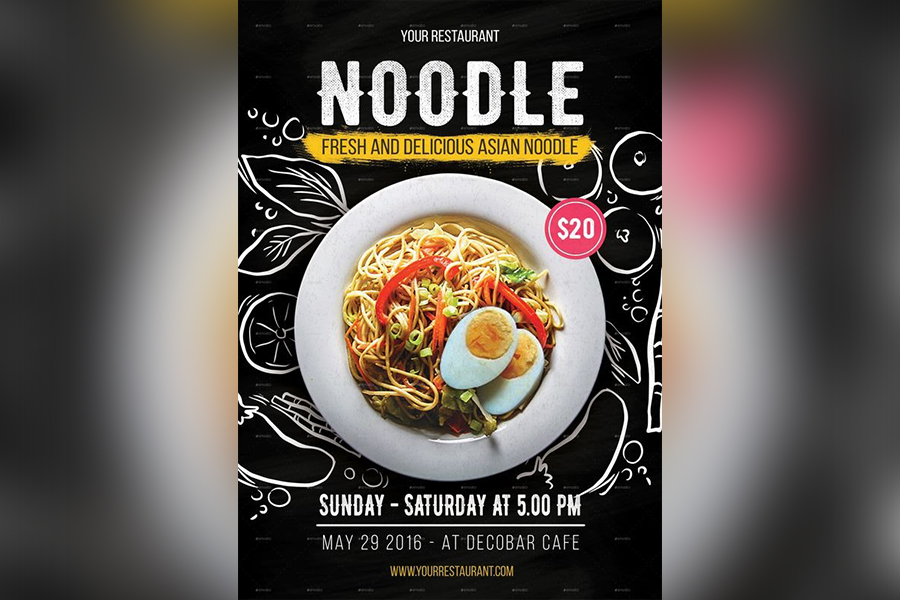 YOUR RESTAURANT
NOODLE
FRESH AND DELICIOUS ASIAN NOODLE
$20
SUNDAY - SATURDAY AT 5.00 PM
MAY 29 2016 - AT DECOBAR CAFE
WWW.YOURRESTAURANT.COM